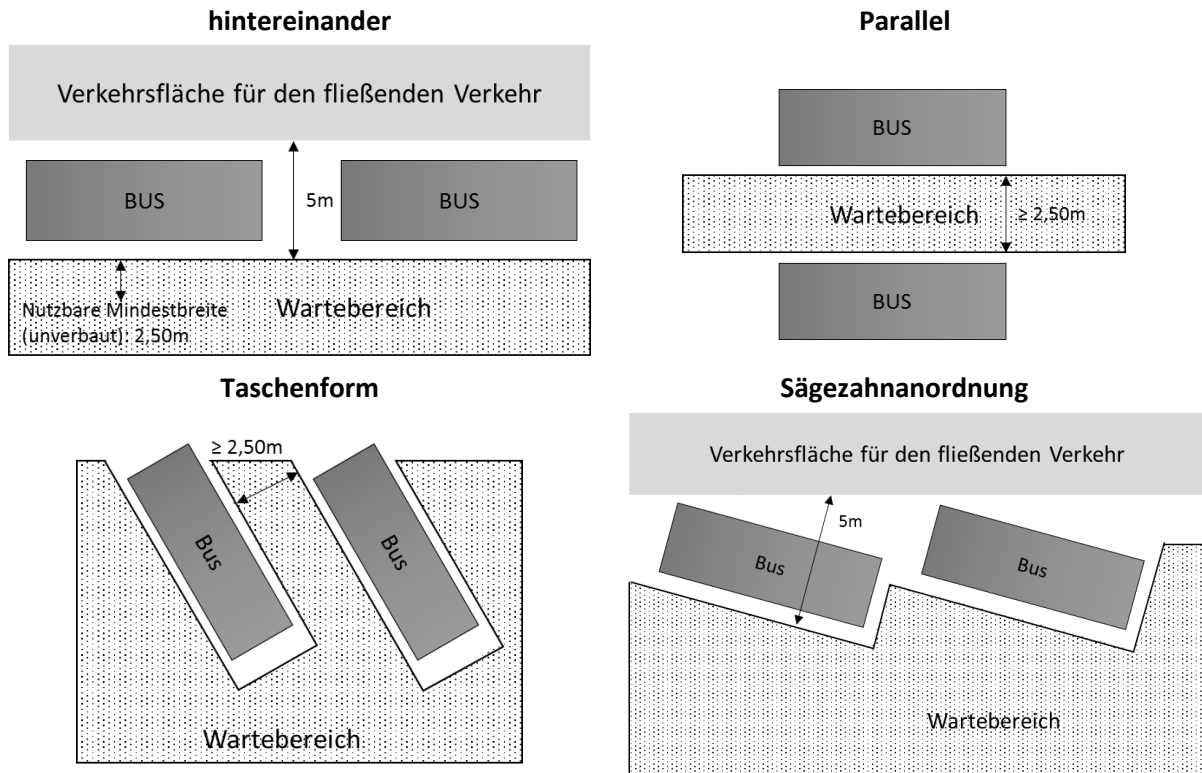 hintereinander
Verkehrsfläche für den fließenden Verkehr
BUS
5m
BUS
Wartebereich
Nutzbare Mindestbreite
(unverbaut): 2,50m
Parallel
BUS
Wartebereich
≥ 2,50m
BUS
Taschenform
≥ 2,50m
Bus
Bus
Wartebereich
Sägezahnanordnung
Verkehrsfläche für den fließenden Verkehr
5m
Bus
Bus
Wartebereich